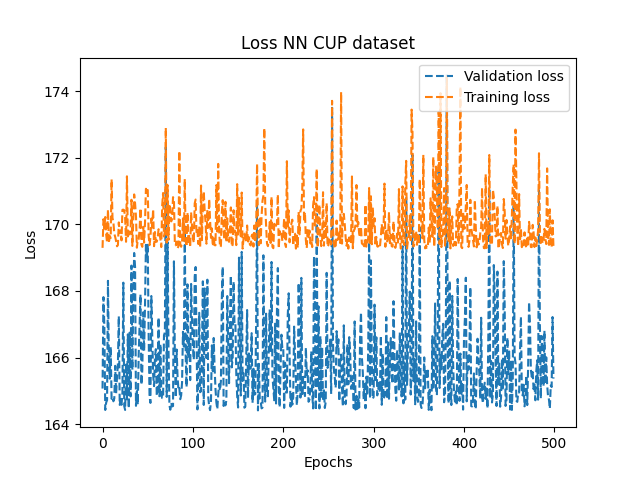 Loss NN CUP dataset
Validation loss
Training loss
174
172
170
168
166
164
Loss
0 100 200 300 400 500
Epochs